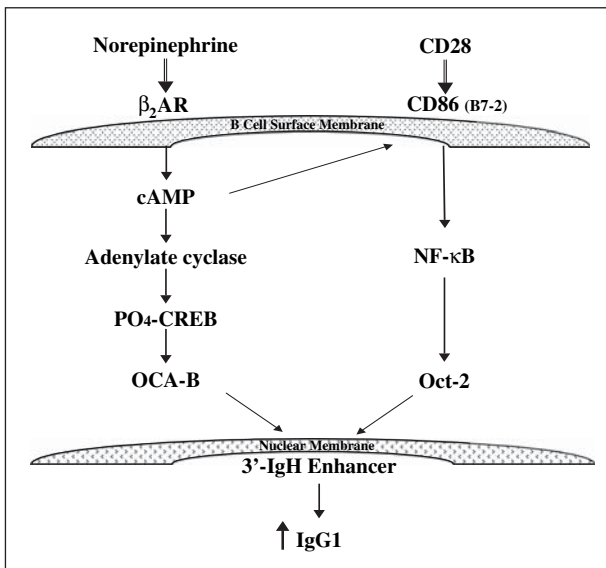 Norepinephrine
CD28
β₂AR
CD86 (B7-2)
B Cell Surface Membrane
cAMP
Adenylate cyclase
NF-κB
PO₄-CREB
OCA-B
Oct-2
Nuclear Membrane
3’-IgH Enhancer
IgG1